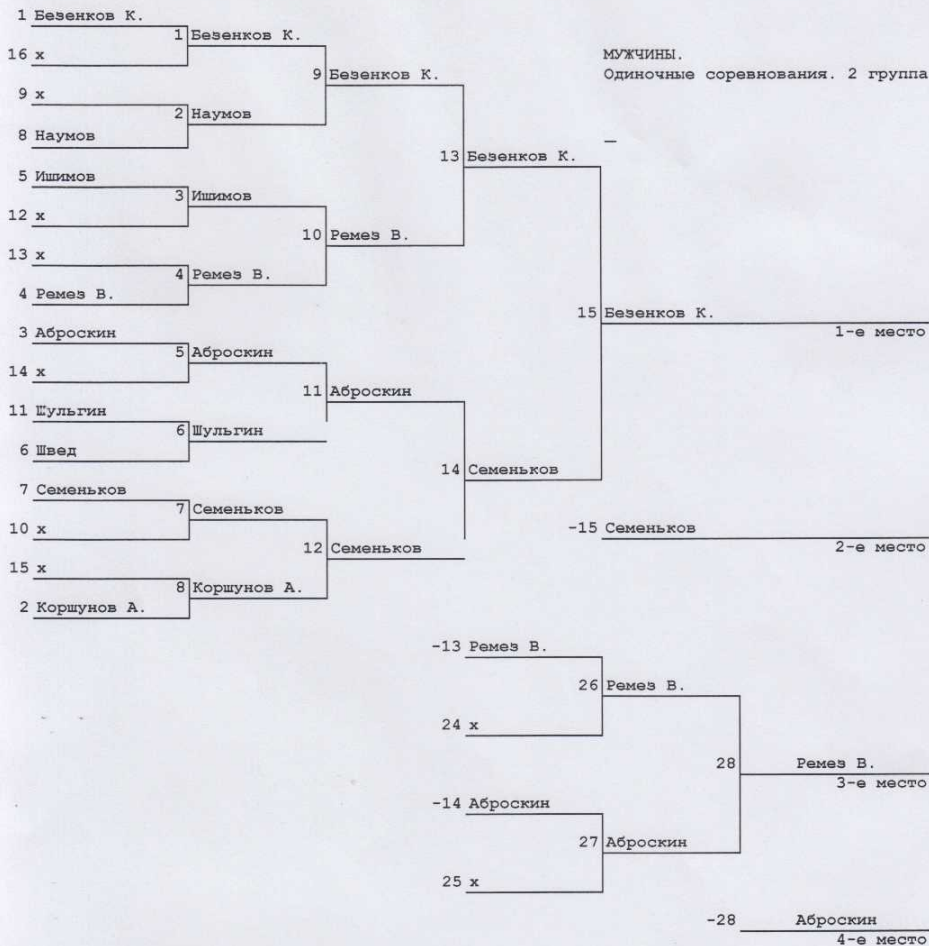 МУЖЧИНЫ.
Одиночные соревнования. 2 группа
1 Безенков К.
16 х
9 х
8 Наумов
5 Ишимов
12 х
13 х
4 Ремез В.
3 Аброскин
14 х
11 Шульгин
6 Швед
7 Семеньков
10 х
15 х
2 Коршунов А.
1 Безенков К.
2 Наумов
3 Ишимов
4 Ремез В.
5 Аброскин
6 Шульгин
7 Семеньков
8 Коршунов А.
9 Безенков К.
10 Ремез В.
11 Аброскин
12 Семеньков
13 Безенков К.
14 Семеньков
15 Безенков К.
1-е место
-15 Семеньков
2-е место
-13 Ремез В.
24 х
-14 Аброскин
25 х
26 Ремез В.
27 Аброскин
28 Ремез В.
3-е место
-28 Аброскин
4-е место